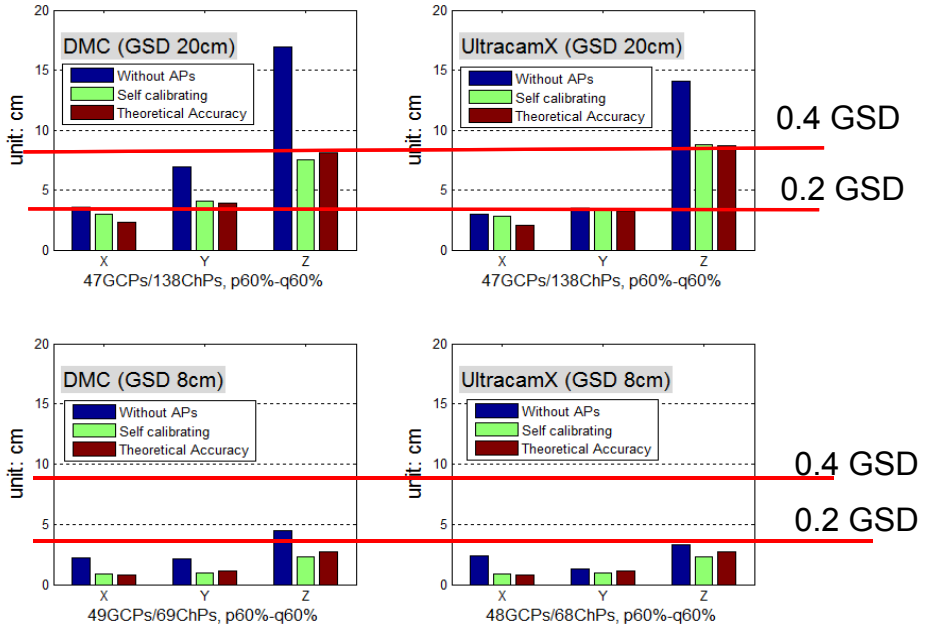 20
15
10
5
0
unit: cm
DMC (GSD 20cm)
Without APs
Self calibrating
Theoretical Accuracy
X
Y
Z
47GCPs/138ChPs, p60%-q60%
20
15
10
5
0
unit: cm
UltracamX (GSD 20cm)
Without APs
Self calibrating
Theoretical Accuracy
X
Y
Z
47GCPs/138ChPs, p60%-q60%
0.4 GSD
0.2 GSD
20
15
10
5
0
unit: cm
DMC (GSD 8cm)
Without APs
Self calibrating
Theoretical Accuracy
X
Y
Z
49GCPs/69ChPs, p60%-q60%
20
15
10
5
0
unit: cm
UltracamX (GSD 8cm)
Without APs
Self calibrating
Theoretical Accuracy
X
Y
Z
48GCPs/68ChPs, p60%-q60%
0.4 GSD
0.2 GSD